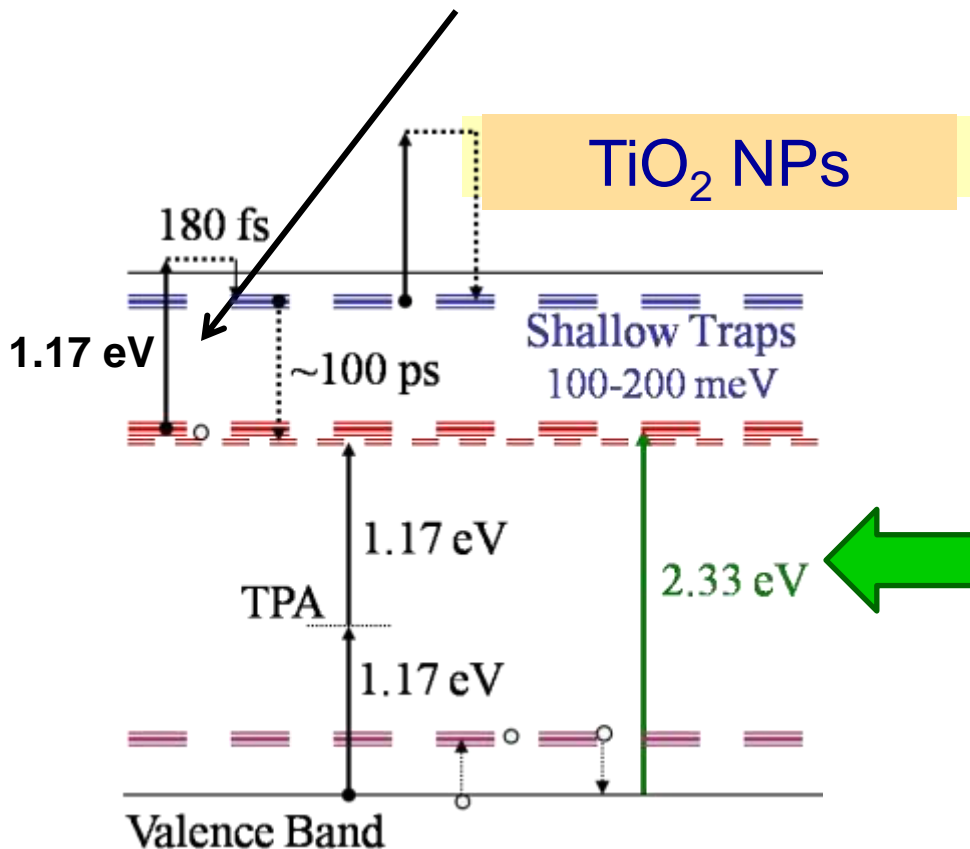 TiO₂ NPs
180 fs
1.17 eV
Shallow Traps
100-200 meV
~100 ps
1.17 eV
2.33 eV
TPA
1.17 eV
Valence Band